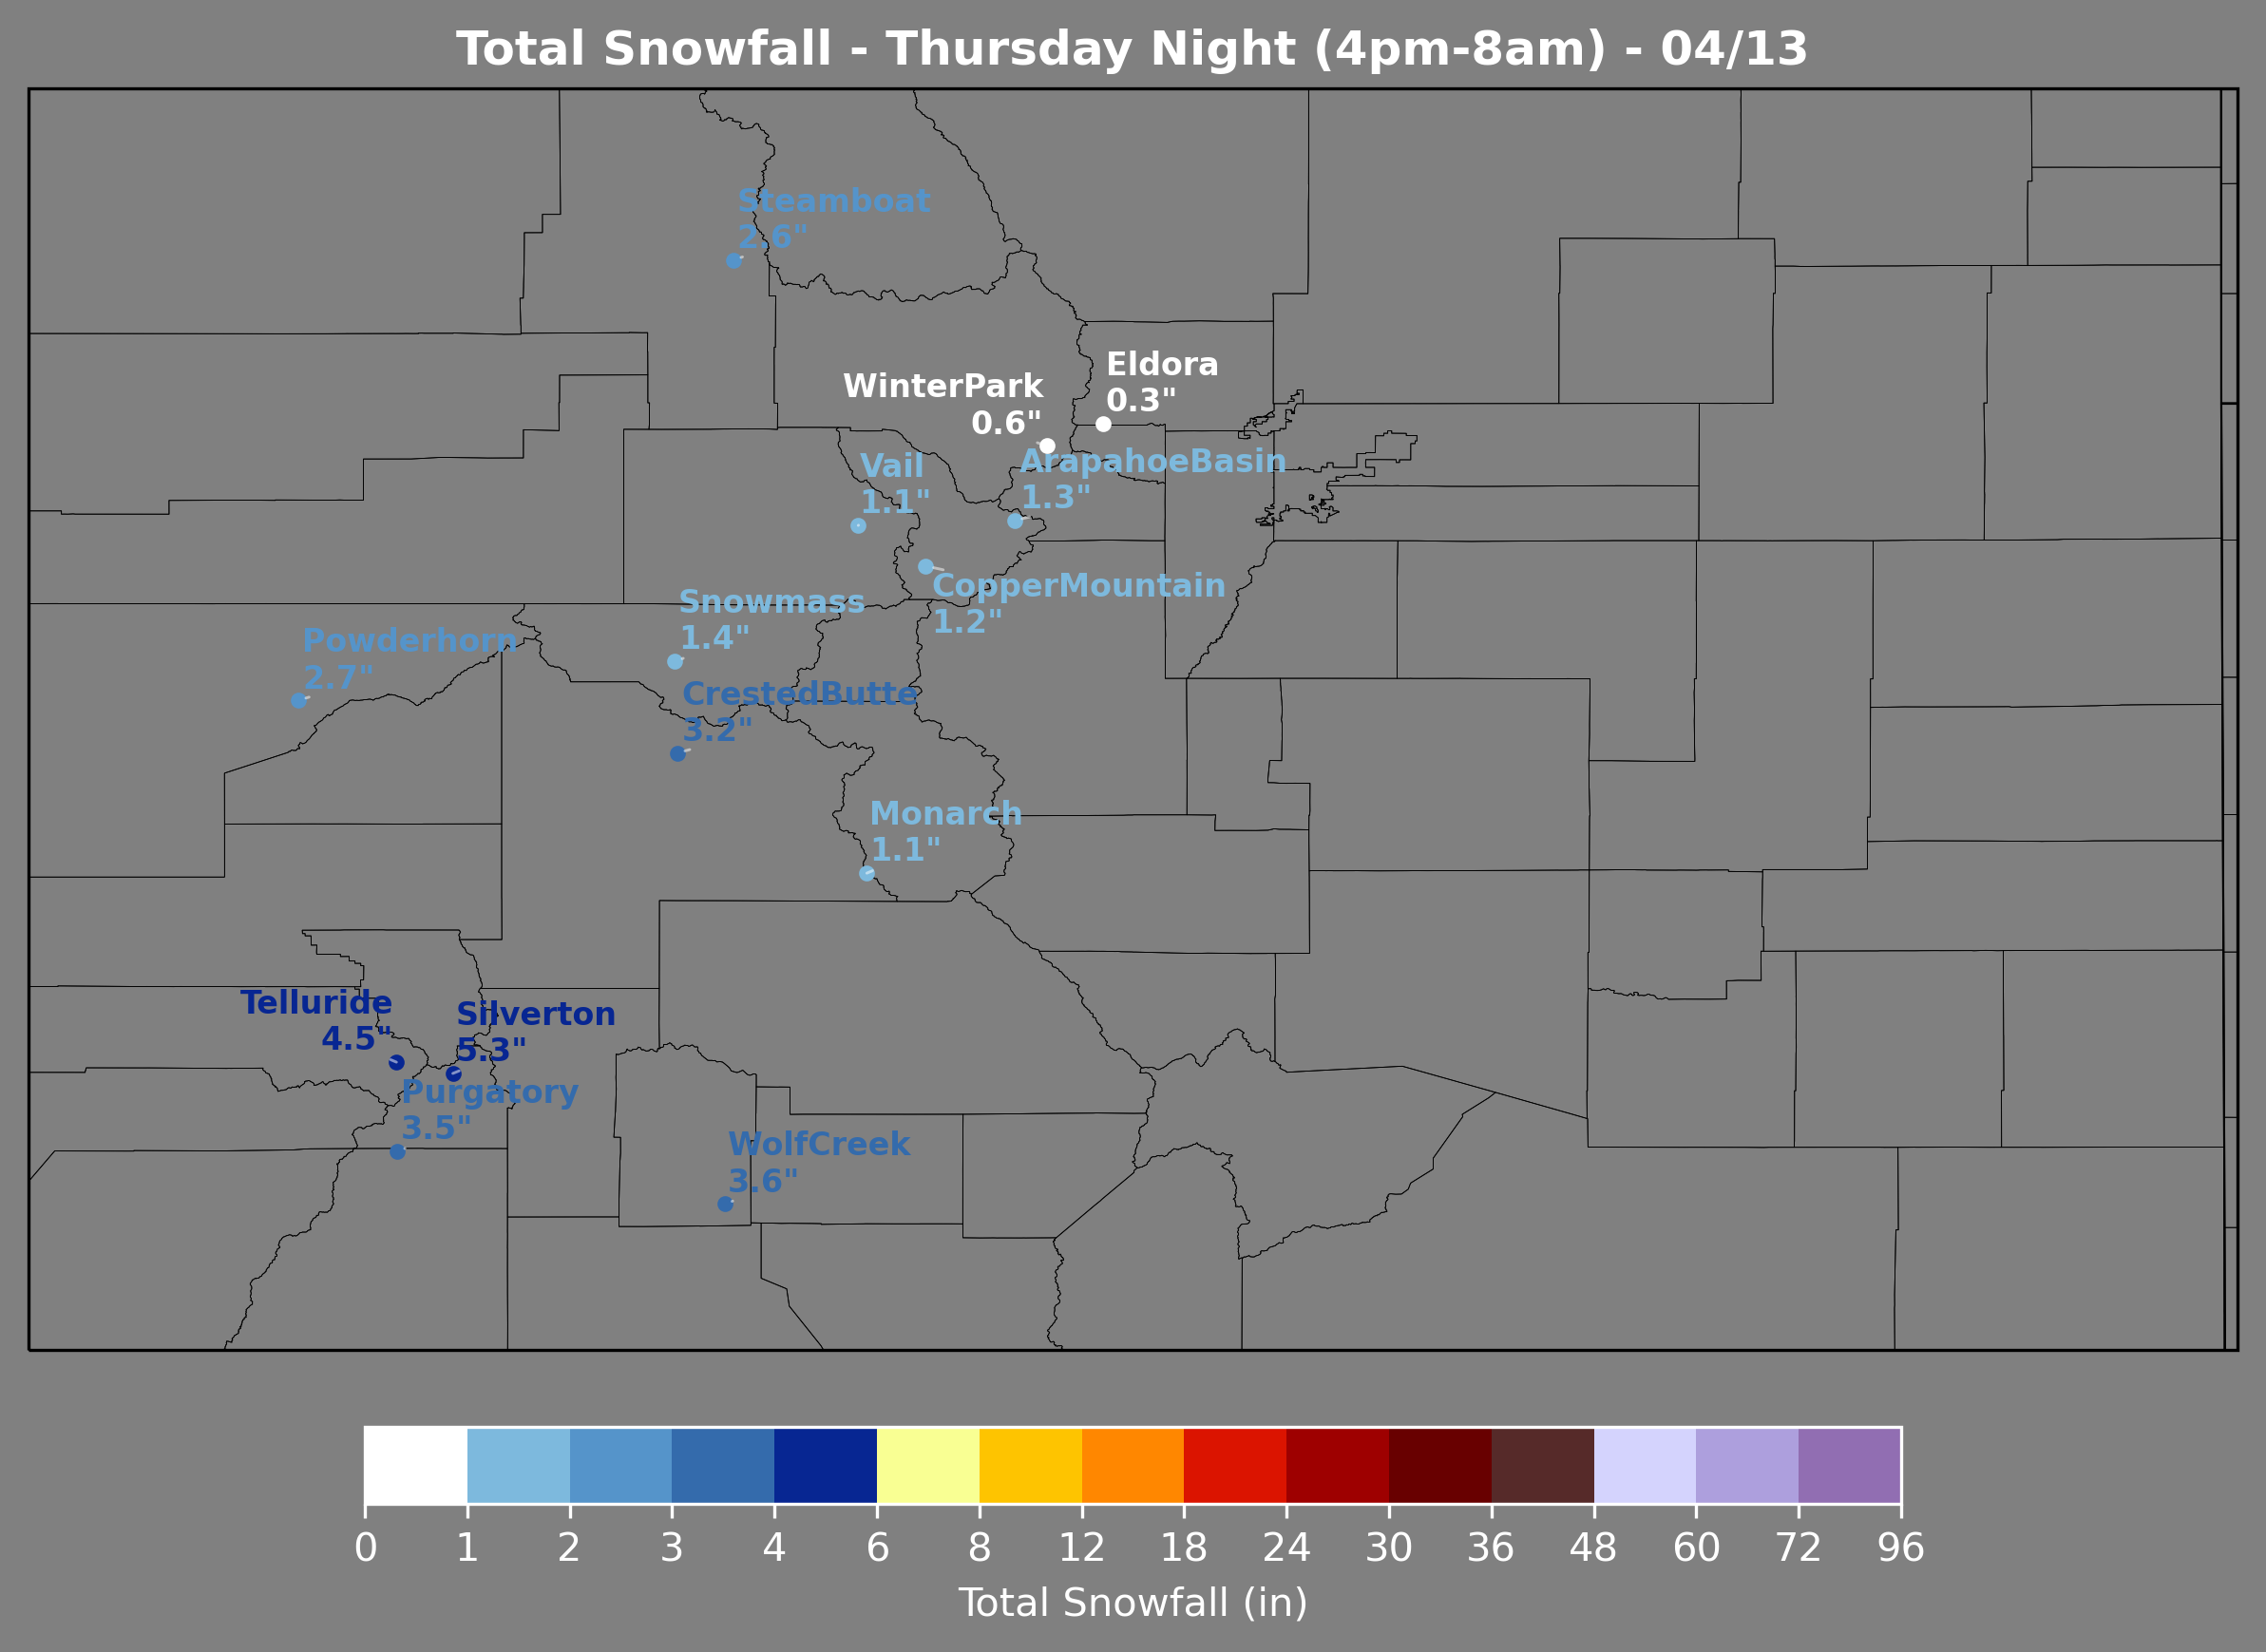 Total Snowfall - Thursday Night (4pm-8am) - 04/13
Steamboat
2.6"
Eldora
0.3"
WinterPark
0.6"
Vail
1.1"
ArapahoeBasin
1.3"
CopperMountain
1.2"
Snowmass
1.4"
Powderhorn
2.7"
CrestedButte
3.2"
Monarch
1.1"
Telluride
4.5"
Silverton
5.3"
Purgatory
3.5"
WolfCreek
3.6"
0 1 2 3 4 6 8 12 18 24 30 36 48 60 72 96
Total Snowfall (in)